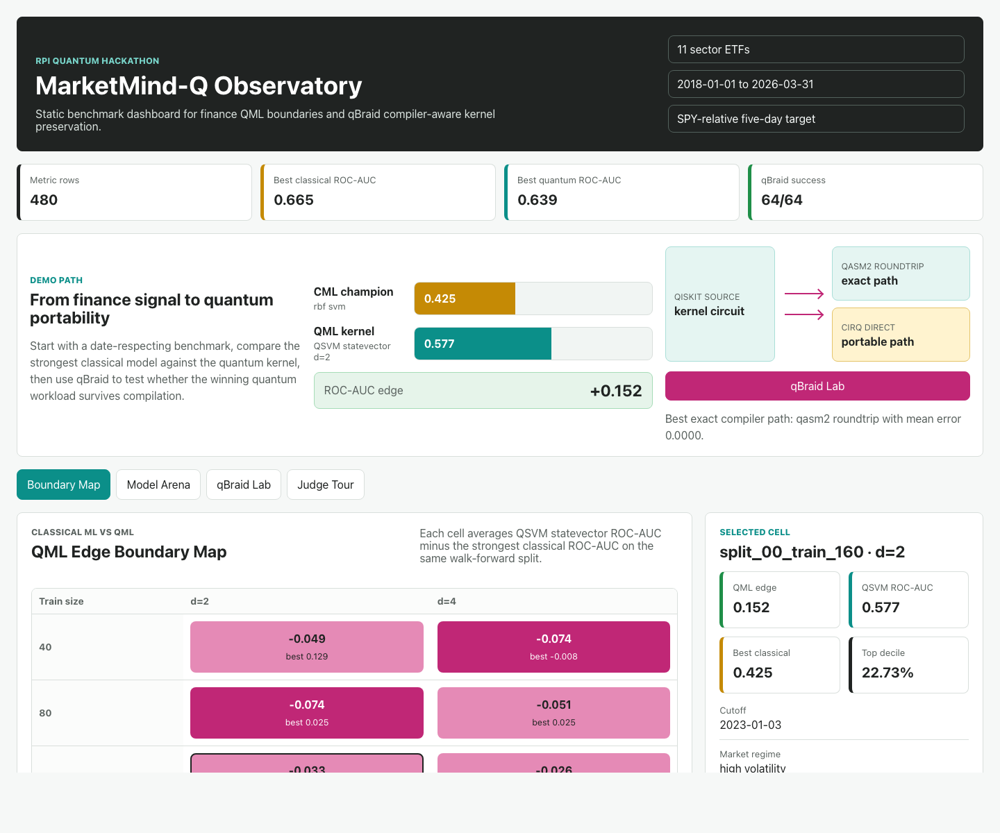 RPI QUANTUM HACKATHON
MarketMind-Q Observatory
Static benchmark dashboard for finance QML boundaries and qBraid compiler-aware kernel
preservation.
11 sector ETFs
2018-01-01 to 2026-03-31
SPY-relative five-day target
Metric rows
480
Best classical ROC-AUC
0.665
Best quantum ROC-AUC
0.639
qBraid success
64/64
DEMO PATH
From finance signal to quantum
portability
Start with a date-respecting benchmark, compare the
strongest classical model against the quantum kernel,
then use qBraid to test whether the winning quantum
workload survives compilation.
CML champion
rbf svm
0.425
QML kernel
QSVM statevector
d=2
0.577
ROC-AUC edge
+0.152
QISKIT SOURCE
kernel circuit
QASM2 ROUNDTRIP
exact path
CIRQ DIRECT
portable path
qBraid Lab
Best exact compiler path: qasm2 roundtrip with mean error
0.0000.
Boundary Map
Model Arena
qBraid Lab
Judge Tour
CLASSICAL ML VS QML
QML Edge Boundary Map
Each cell averages QSVM statevector ROC-AUC
minus the strongest classical ROC-AUC on the
same walk-forward split.
Train size
d=2
d=4
40
-0.049
best 0.129
-0.074
best -0.008
80
-0.074
best 0.025
-0.051
best 0.025
-0.033
-0.026
SELECTED CELL
split_00_train_160 · d=2
QML edge
0.152
QSVM ROC-AUC
0.577
Best classical
0.425
Top decile
22.73%
Cutoff
2023-01-03
Market regime
high volatility